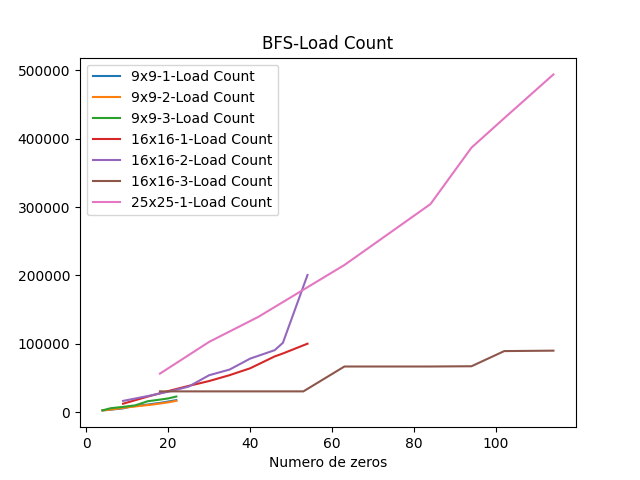 BFS-Load Count
500000
400000
300000
200000
100000
0
9x9-1-Load Count
9x9-2-Load Count
9x9-3-Load Count
16x16-1-Load Count
16x16-2-Load Count
16x16-3-Load Count
25x25-1-Load Count
0 20 40 60 80 100
Numero de zeros